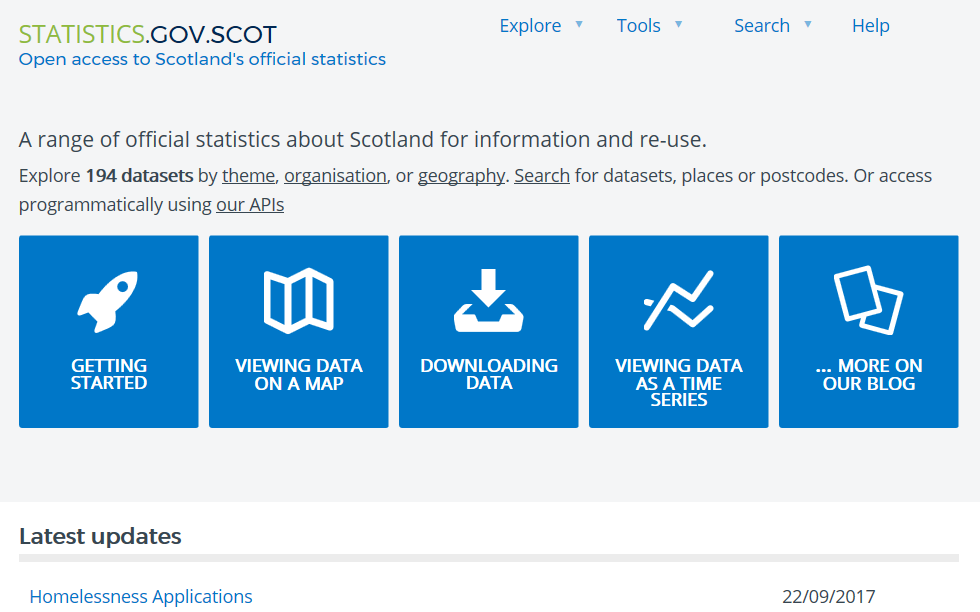 STATISTICS.GOV.SCOT
Open access to Scotland's official statistics
Explore Tools Search Help
A range of official statistics about Scotland for information and re-use.
Explore 194 datasets by theme, organisation, or geography. Search for datasets, places or postcodes. Or access
programmatically using our APIs
GETTING
STARTED
VIEWING DATA
ON A MAP
DOWNLOADING
DATA
VIEWING DATA
AS A TIME
SERIES
... MORE ON
OUR BLOG
Latest updates
Homelessness Applications 22/09/2017